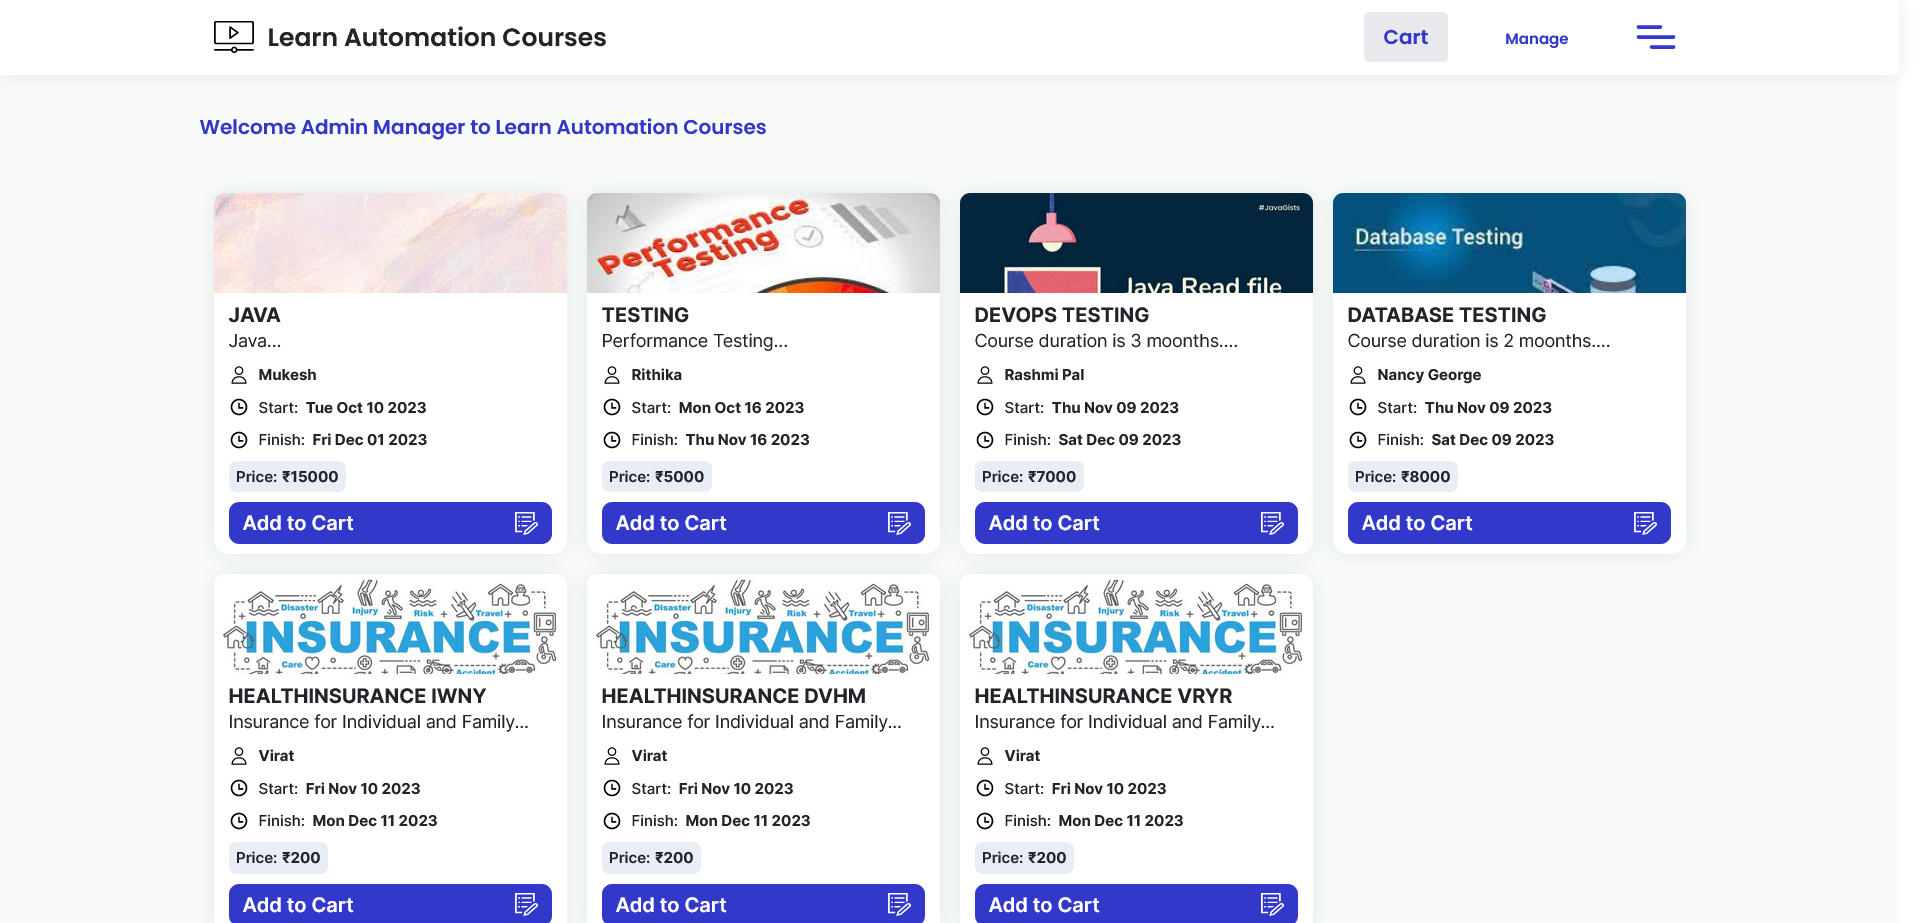 Learn Automation Courses
Cart
Manage
Welcome Admin Manager to Learn Automation Courses
Performance
Testing
#JavaGists
Java Read file
Database Testing
JAVA
Java...
Mukesh
Start: Tue Oct 10 2023
Finish: Fri Dec 01 2023
Price: ₹15000
Add to Cart
TESTING
Performance Testing...
Rithika
Start: Mon Oct 16 2023
Finish: Thu Nov 16 2023
Price: ₹5000
Add to Cart
DEVOPS TESTING
Course duration is 3 moonths....
Rashmi Pal
Start: Thu Nov 09 2023
Finish: Sat Dec 09 2023
Price: ₹7000
Add to Cart
DATABASE TESTING
Course duration is 2 moonths....
Nancy George
Start: Thu Nov 09 2023
Finish: Sat Dec 09 2023
Price: ₹8000
Add to Cart
Disaster Injury Risk Travel
INSURANCE
Care Accident
HEALTHINSURANCE IWNY
Insurance for Individual and Family...
Virat
Start: Fri Nov 10 2023
Finish: Mon Dec 11 2023
Price: ₹200
Add to Cart
Disaster Injury Risk Travel
INSURANCE
Care Accident
HEALTHINSURANCE DVHM
Insurance for Individual and Family...
Virat
Start: Fri Nov 10 2023
Finish: Mon Dec 11 2023
Price: ₹200
Add to Cart
Disaster Injury Risk Travel
INSURANCE
Care Accident
HEALTHINSURANCE VRYR
Insurance for Individual and Family...
Virat
Start: Fri Nov 10 2023
Finish: Mon Dec 11 2023
Price: ₹200
Add to Cart